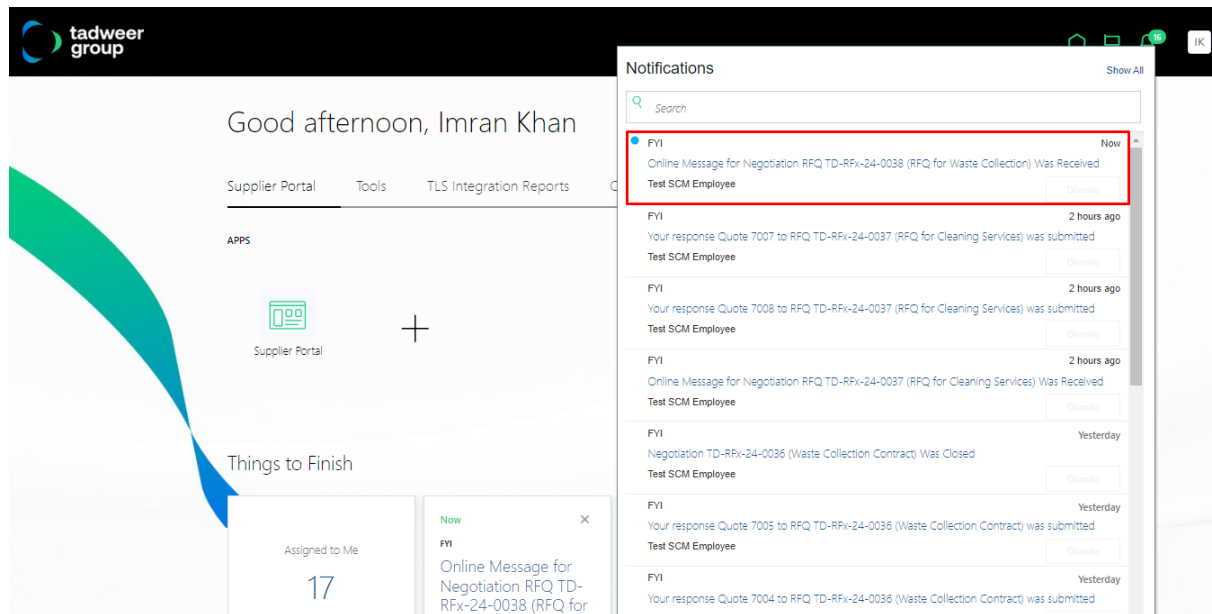 tadweer
group
16
IK
Good afternoon, Imran Khan
Supplier Portal
Tools
TLS Integration Reports
APPS
Supplier Portal
Things to Finish
Assigned to Me
17
Now
FYI
Online Message for
Negotiation RFQ TD-
RFx-24-0038 (RFQ for
Notifications
Show All
Search
FYI
Now
Online Message for Negotiation RFQ TD-RFx-24-0038 (RFQ for Waste Collection) Was Received
Test SCM Employee
Dismiss
FYI
2 hours ago
Your response Quote 7007 to RFQ TD-RFx-24-0037 (RFQ for Cleaning Services) was submitted
Test SCM Employee
Dismiss
FYI
2 hours ago
Your response Quote 7008 to RFQ TD-RFx-24-0037 (RFQ for Cleaning Services) was submitted
Test SCM Employee
Dismiss
FYI
2 hours ago
Online Message for Negotiation RFQ TD-RFx-24-0037 (RFQ for Cleaning Services) Was Received
Test SCM Employee
Dismiss
FYI
Yesterday
Negotiation TD-RFx-24-0036 (Waste Collection Contract) Was Closed
Test SCM Employee
Dismiss
FYI
Yesterday
Your response Quote 7005 to RFQ TD-RFx-24-0036 (Waste Collection Contract) was submitted
Test SCM Employee
Dismiss
FYI
Yesterday
Your response Quote 7004 to RFQ TD-RFx-24-0036 (Waste Collection Contract) was submitted